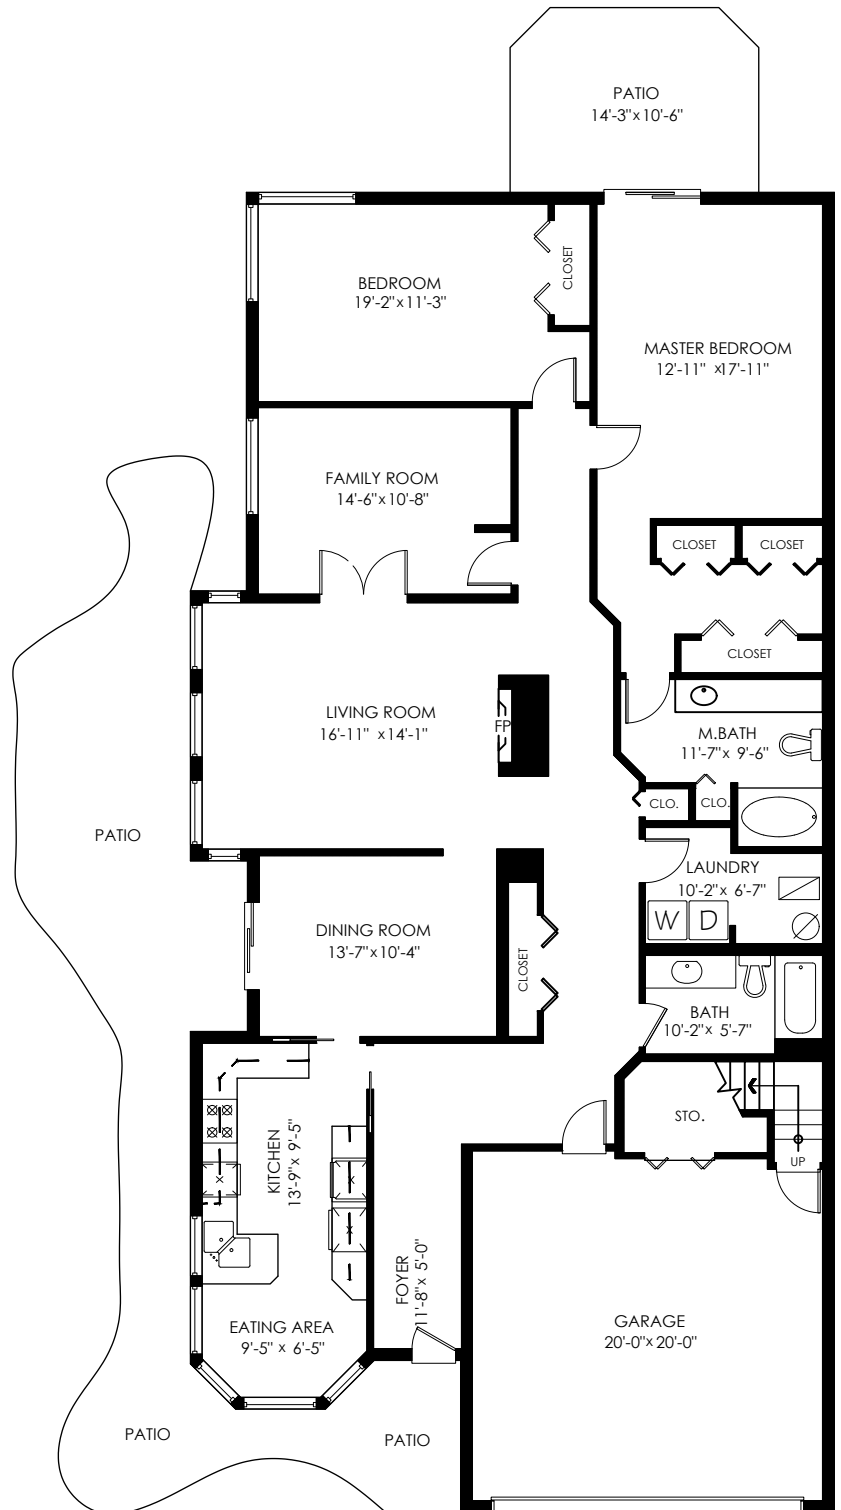 PATIO
14'-3"x10'-6"
BEDROOM
19'-2"x11'-3"
CLOSET
MASTER BEDROOM
12'-11" x17'-11"
FAMILY ROOM
14'-6"x10'-8"
CLOSET
CLOSET
CLOSET
LIVING ROOM
16'-11" x14'-1"
FP
M.BATH
11'-7"x 9'-6"
CLO.
CLO.
PATIO
LAUNDRY
10'-2"x 6'-7"
W
D
DINING ROOM
13'-7"x10'-4"
CLOSET
BATH
10'-2"x 5'-7"
STO.
UP
KITCHEN
13'-9"x 9'-5"
FOYER
11'-8"x 5'-0"
EATING AREA
9'-5" x 6'-5"
GARAGE
20'-0"x20'-0"
PATIO
PATIO